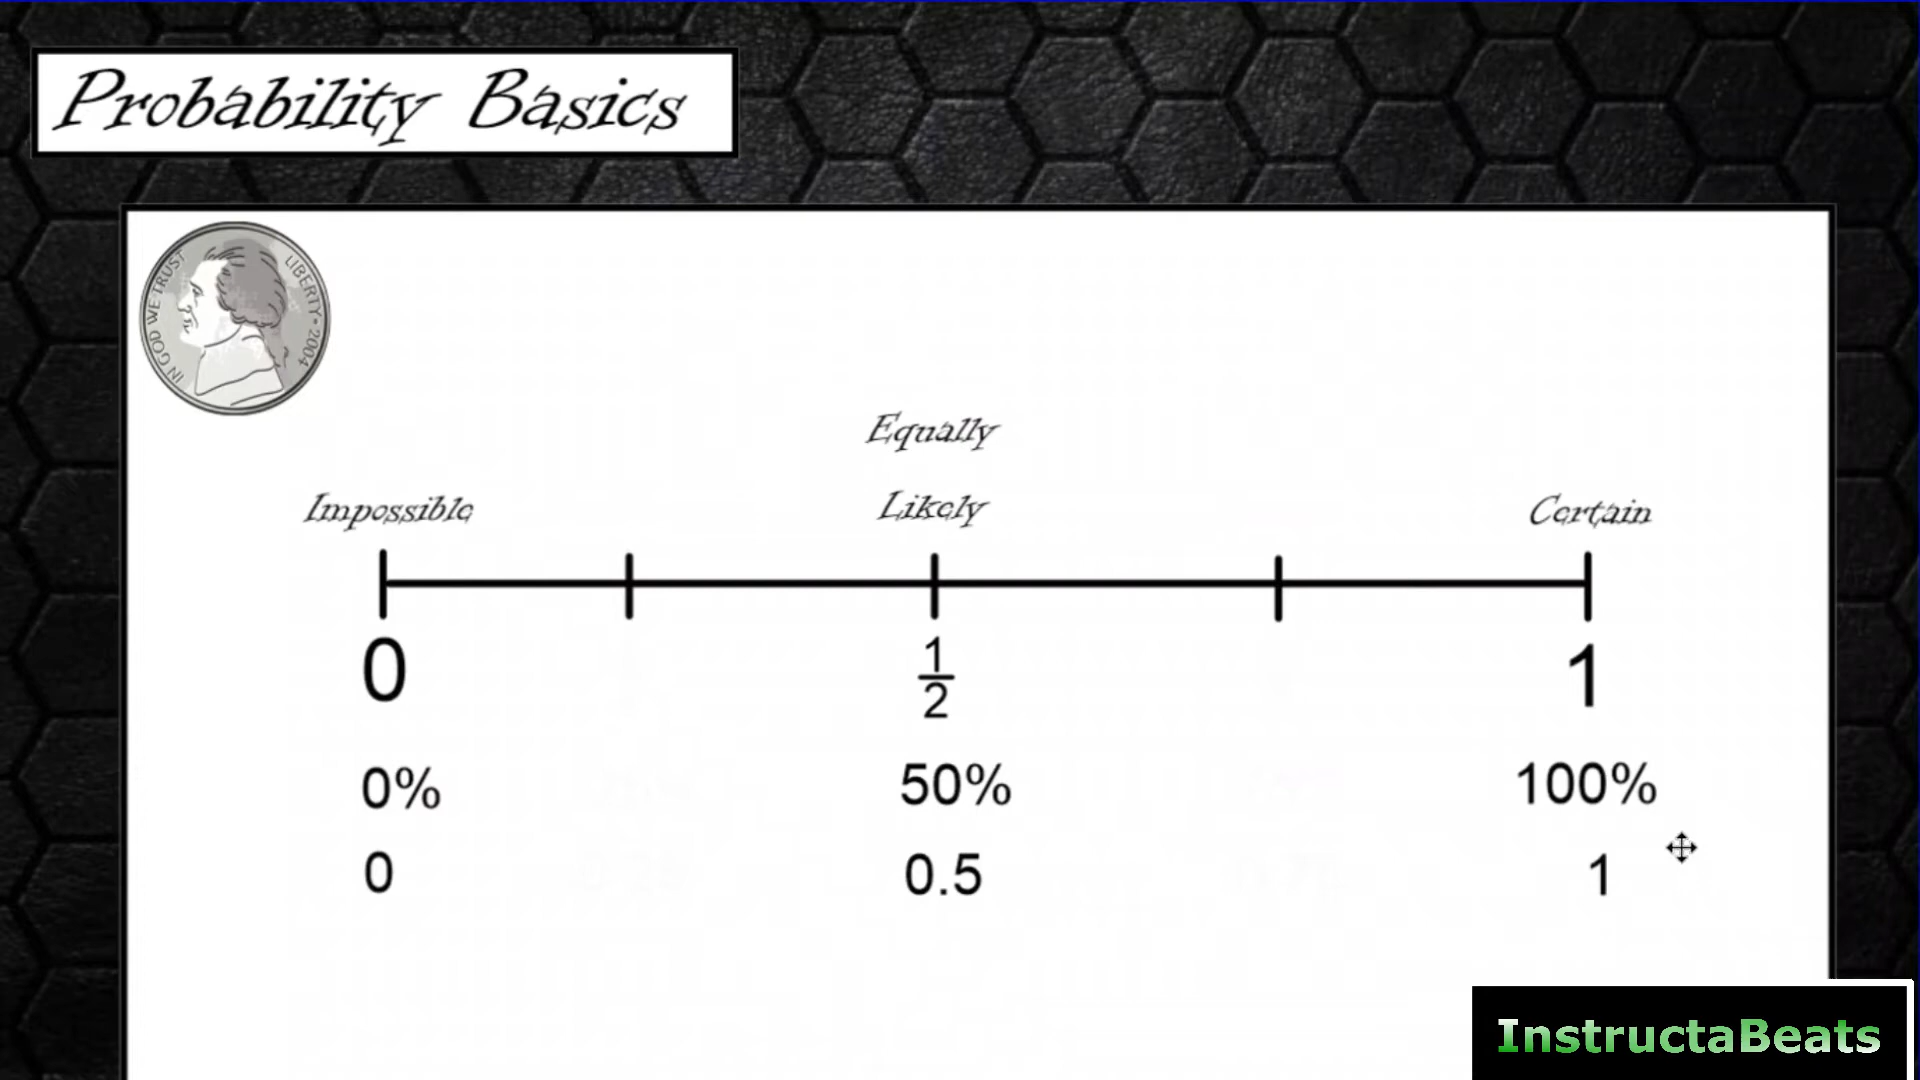 Probability Basics
IN GOD WE TRUST
LIBERTY • 2004
Equally
Impossible Likely Certain
0 1/2 1
0% 50% 100%
0 0.5 1
InstructaBeats